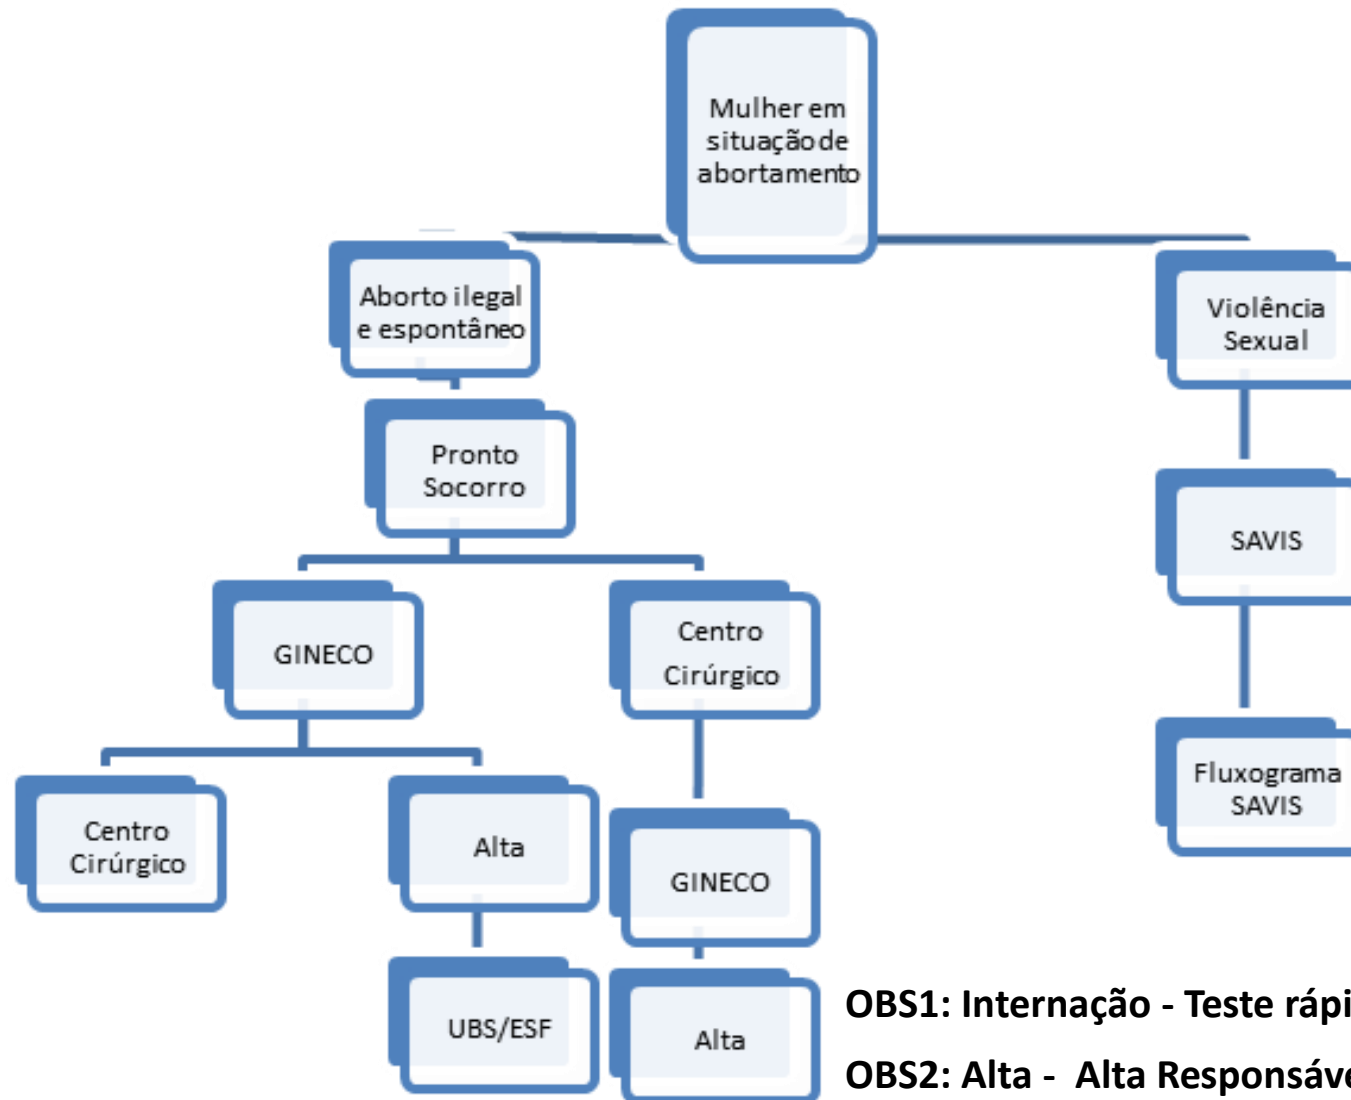 Mulher em
situação de
abortamento
Aborto ilegal
e espontâneo
Violência
Sexual
Pronto
Socorro
SAVIS
GINECO
Centro
Cirúrgico
Fluxograma
SAVIS
Centro
Cirúrgico
Alta
GINECO
UBS/ESF
Alta
OBS1: Internação - Teste
OBS2: Alta - Alta